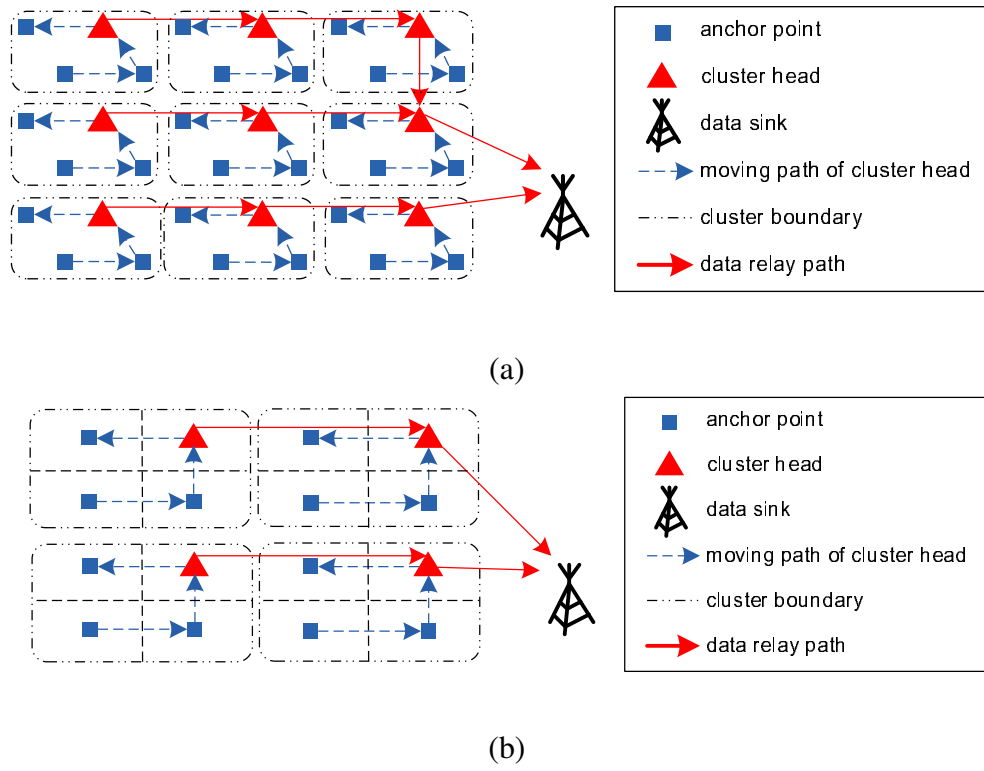 anchor point
cluster head
data sink
moving path of cluster head
cluster boundary
data relay path
(a)
anchor point
cluster head
data sink
moving path of cluster head
cluster boundary
data relay path
(b)